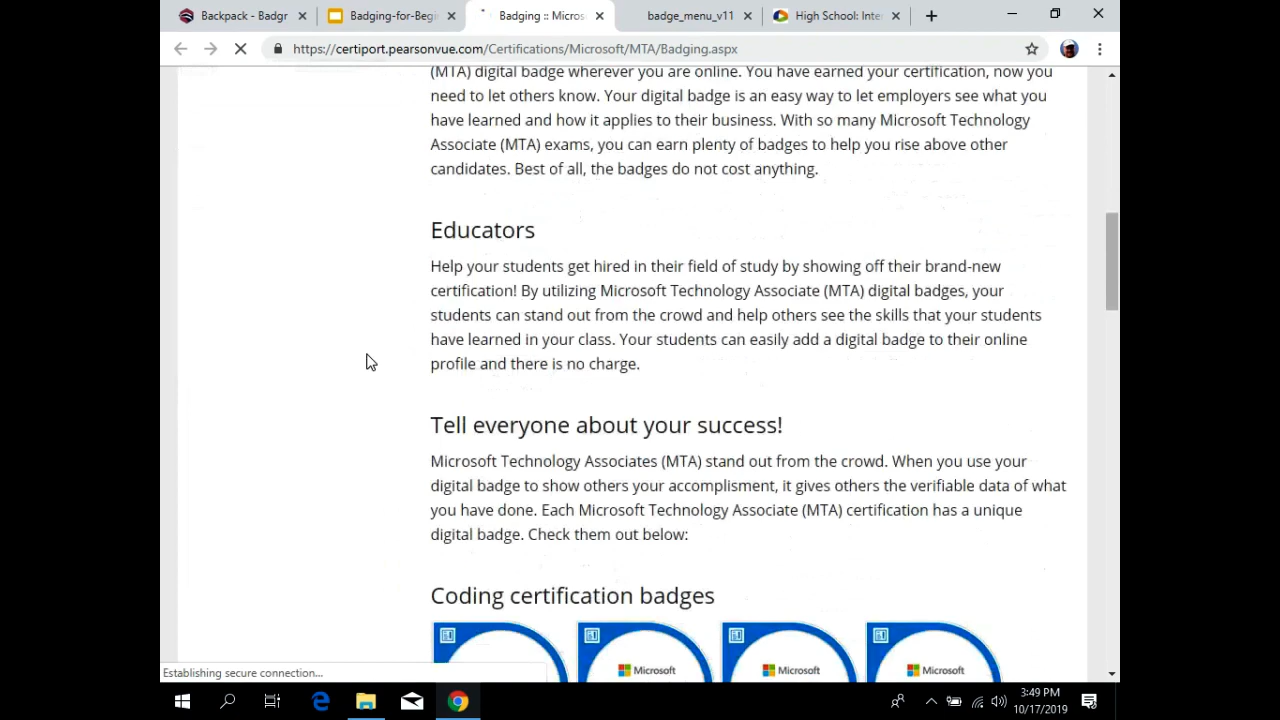 Backpack - Badgr
Badging-for-Begi
Badging :: Micros
badge_menu_v11
High School: Inte
https://certiport.pearsonvue.com/Certifications/Microsoft/MTA/Badging.aspx
(MTA) digital badge wherever you are online. You have earned your certification, now you
need to let others know. Your digital badge is an easy way to let employers see what you
have learned and how it applies to their business. With so many Microsoft Technology
Associate (MTA) exams, you can earn plenty of badges to help you rise above other
candidates. Best of all, the badges do not cost anything.
Educators
Help your students get hired in their field of study by showing off their brand-new
certification! By utilizing Microsoft Technology Associate (MTA) digital badges, your
students can stand out from the crowd and help others see the skills that your students
have learned in your class. Your students can easily add a digital badge to their online
profile and there is no charge.
Tell everyone about your success!
Microsoft Technology Associates (MTA) stand out from the crowd. When you use your
digital badge to show others your accomplisment, it gives others the verifiable data of what
you have done. Each Microsoft Technology Associate (MTA) certification has a unique
digital badge. Check them out below:
Coding certification badges
Microsoft
Microsoft
Microsoft
Establishing secure connection...
3:49 PM
10/17/2019